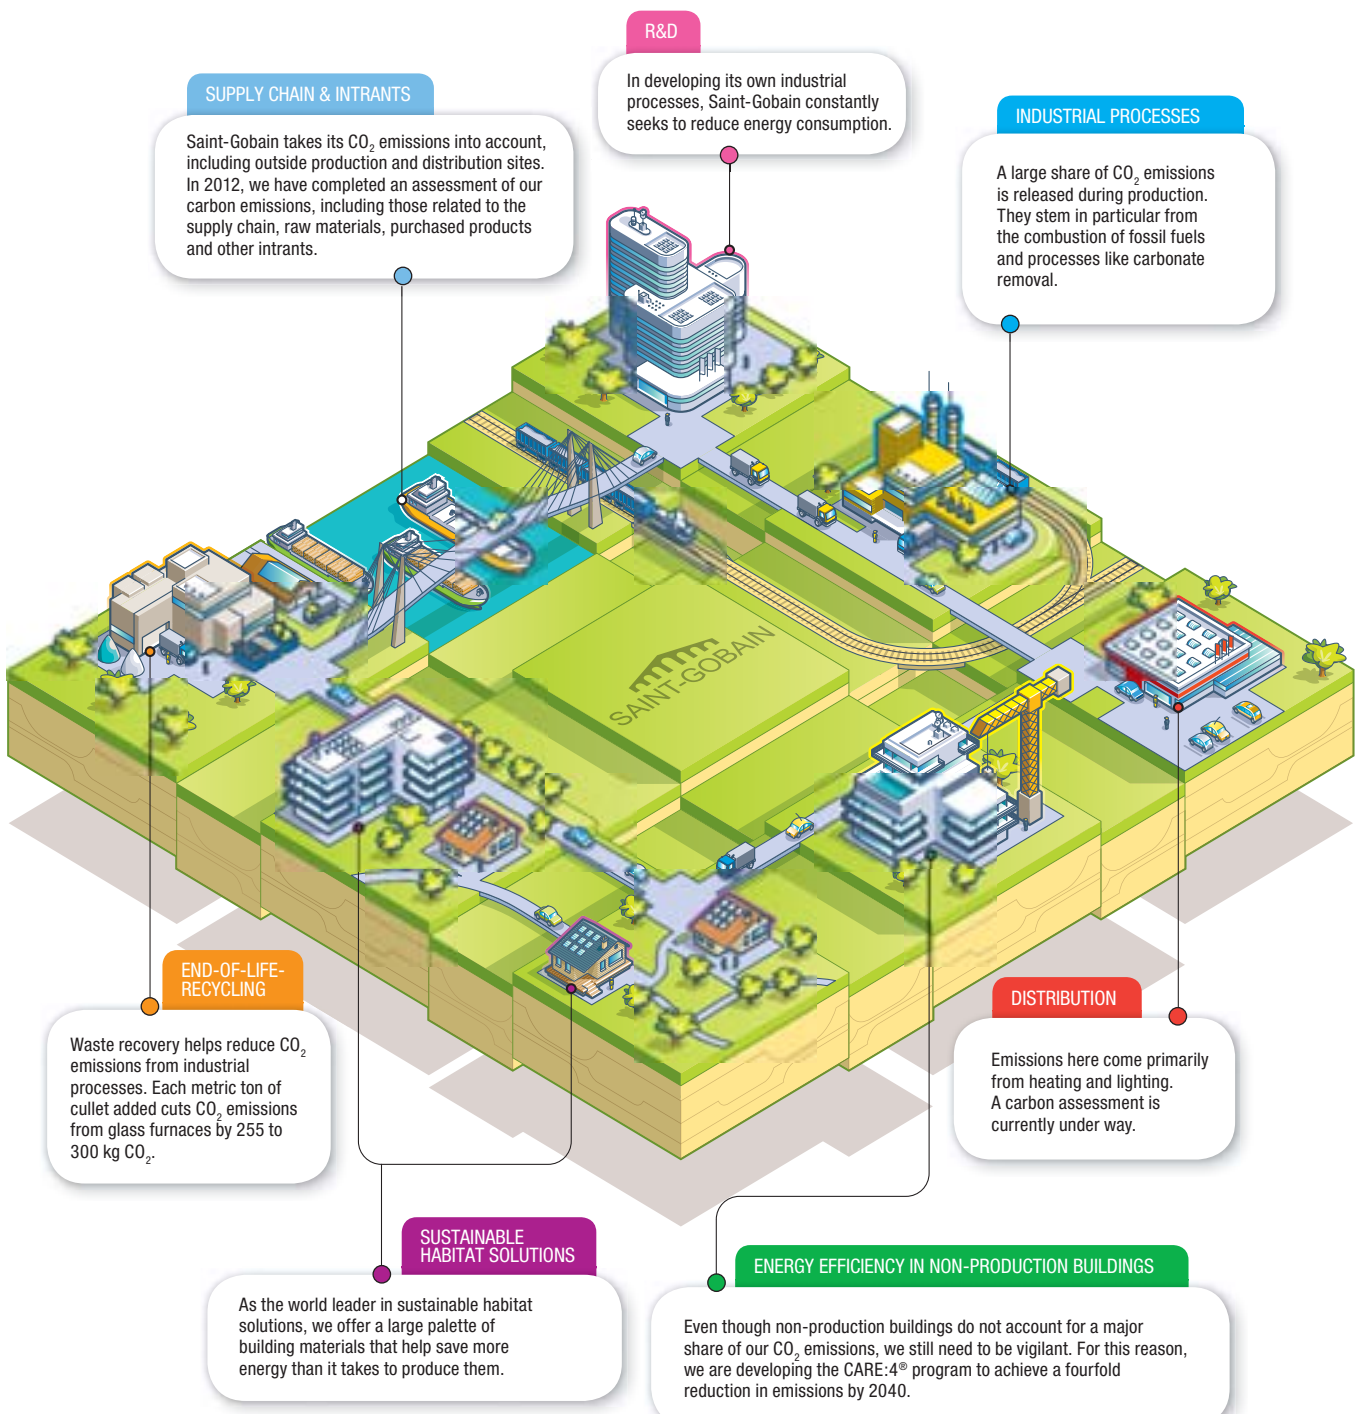 R&D
In developing its own industrial
processes, Saint-Gobain constantly
seeks to reduce energy consumption.
SUPPLY CHAIN & INTRANTS
Saint-Gobain takes its CO₂ emissions into account,
including outside production and distribution sites.
In 2012, we have completed an assessment of our
carbon emissions, including those related to the
supply chain, raw materials, purchased products
and other intrants.
INDUSTRIAL PROCESSES
A large share of CO₂ emissions
is released during production.
They stem in particular from
the combustion of fossil fuels
and processes like carbonate
removal.
SAINT-GOBAIN
END-OF-LIFE-
RECYCLING
Waste recovery helps reduce CO₂
emissions from industrial
processes. Each metric ton of
cullet added cuts CO₂ emissions
from glass furnaces by 255 to
300 kg CO₂.
DISTRIBUTION
Emissions here come primarily
from heating and lighting.
A carbon assessment is
currently under way.
SUSTAINABLE
HABITAT SOLUTIONS
As the world leader in sustainable habitat
solutions, we offer a large palette of
building materials that help save more
energy than it takes to produce them.
ENERGY EFFICIENCY IN NON-PRODUCTION BUILDINGS
Even though non-production buildings do not account for a major
share of our CO₂ emissions, we still need to be vigilant. For this reason,
we are developing the CARE:4® program to achieve a fourfold
reduction in emissions by 2040.